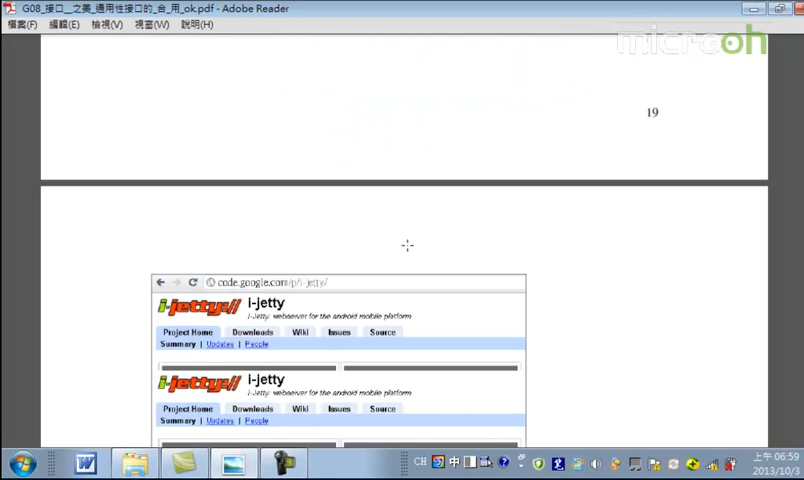 G08_接口__之美_通用性接口的_合_用_ok.pdf - Adobe Reader
檔案(F) 編輯(E) 檢視(V) 視窗(W) 說明(H)
microoh
19
code.google.com/p/i-jetty/
i-jetty:// i-jetty
i-Jetty: webserver for the android mobile platform
Project Home Downloads Wiki Issues Source
Summary | Updates | People
i-jetty:// i-jetty
i-Jetty: webserver for the android mobile platform
Project Home Downloads Wiki Issues Source
Summary | Updates | People
CH 中
上午 06:59
2013/10/3